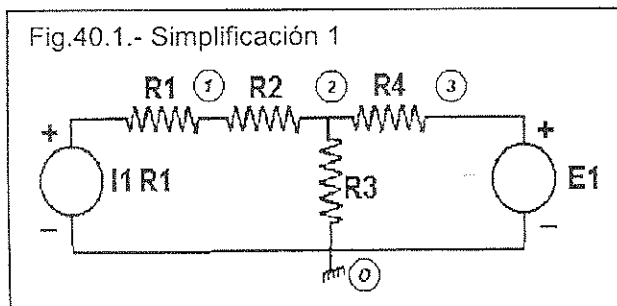 Fig.40.1.- Simplificación 1
R1 1 R2 2 R4 3
+ +
I1 R1 R3 E1
− −
0